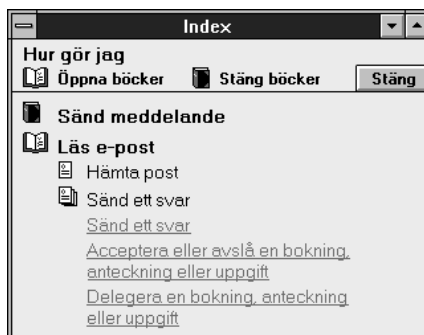 Index
Hur gör jag
Öppna böcker Stäng böcker Stäng
Sänd meddelande
Läs e-post
Hämta post
Sänd ett svar
Sänd ett svar
Acceptera eller avslå en bokning,
anteckning eller uppgift
Delegera en bokning, anteckning
eller uppgift